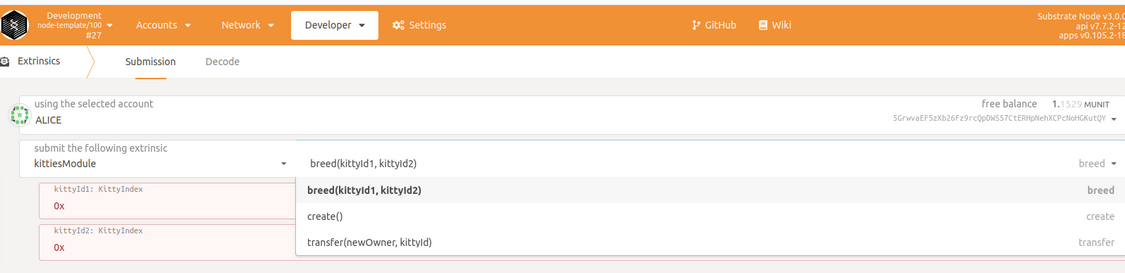 Development
node-template/100
#27
Accounts
Network
Developer
Settings
GitHub
Wiki
Substrate Node v3.0.0
api v7.7.2-12
apps v0.105.2-18
Extrinsics
Submission
Decode
using the selected account
ALICE
free balance 1.1529 MUNIT
5GrwvaEF5zXb26Fz9rcQpDWS57CtERHpNehXCPcNoHGKutQY
submit the following extrinsic
kittiesModule
breed(kittyId1, kittyId2) breed
breed(kittyId1, kittyId2) breed
create() create
transfer(newOwner, kittyId) transfer
kittyId1: KittyIndex
0x
kittyId2: KittyIndex
0x